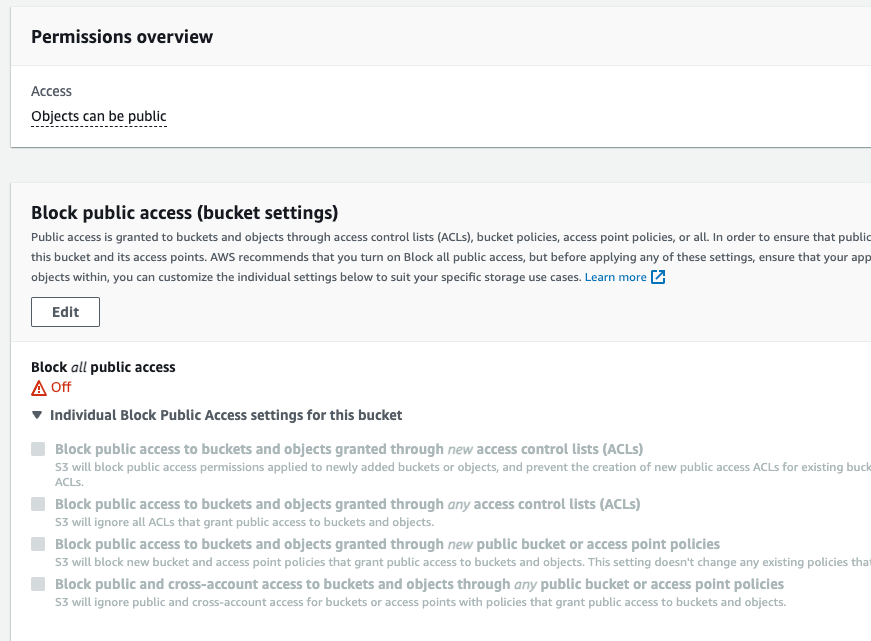 Permissions overview
Access
Objects can be public
Block public access (bucket settings)
Public access is granted to buckets and objects through access control lists (ACLs), bucket policies, access point policies, or all. In order to ensure that public
this bucket and its access points. AWS recommends that you turn on Block all public access, but before applying any of these settings, ensure that your app
objects within, you can customize the individual settings below to suit your specific storage use cases. Learn more
Edit
Block all public access
Off
Individual Block Public Access settings for this bucket
Block public access to buckets and objects granted through new access control lists (ACLs)
S3 will block public access permissions applied to newly added buckets or objects, and prevent the creation of new public access ACLs for existing buck
ACLs.
Block public access to buckets and objects granted through any access control lists (ACLs)
S3 will ignore all ACLs that grant public access to buckets and objects.
Block public access to buckets and objects granted through new public bucket or access point policies
S3 will block new bucket and access point policies that grant public access to buckets and objects. This setting doesn't change any existing policies that
Block public and cross-account access to buckets and objects through any public bucket or access point policies
S3 will ignore public and cross-account access for buckets or access points with policies that grant public access to buckets and objects.